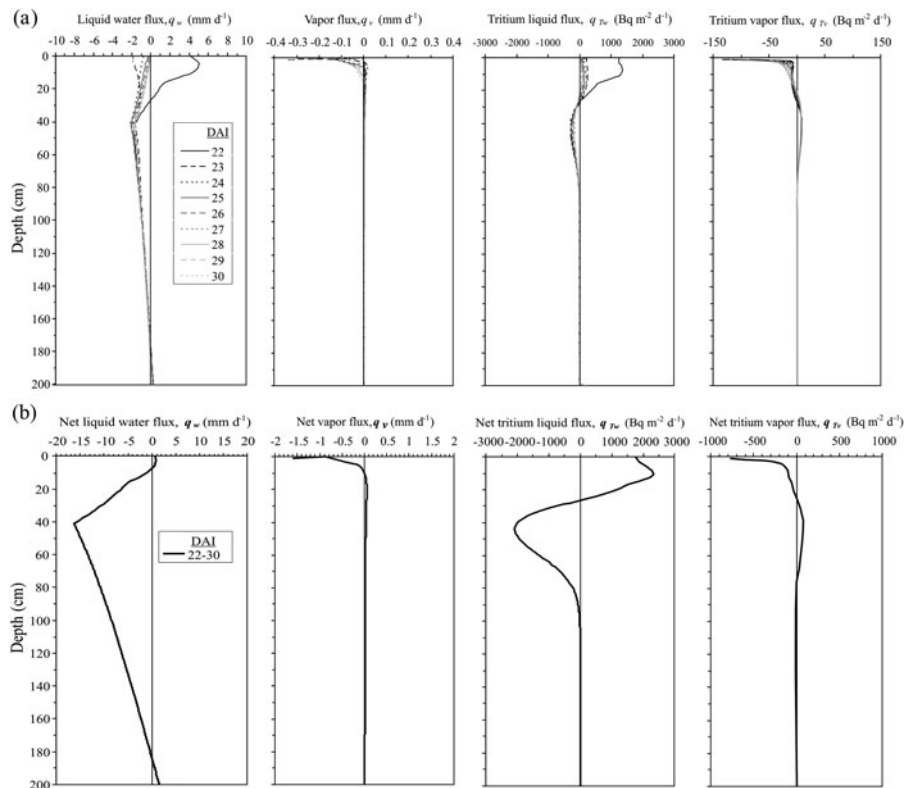 (a)
Liquid water flux, q w (mm d-1)
-10 -8 -6 -4 -2 0 2 4 6 8 10
Vapor flux, q v (mm d-1)
-0.4 -0.3 -0.2 -0.1 0 0.1 0.2 0.3 0.4
Tritium liquid flux, q Tw (Bq m-2 d-1)
-3000 -2000 -1000 0 1000 2000 3000
Tritium vapor flux, q Tv (Bq m-2 d-1)
-150 -50 50 150
Depth (cm)
0
20
40
60
80
100
120
140
160
180
200
DAI
22
23
24
25
26
27
28
29
30
(b)
Net liquid water flux, q w (mm d-1)
-20 -15 -10 -5 0 5 10 15 20
Net vapor flux, q v (mm d-1)
-2 -1.5 -1 -0.5 0 0.5 1 1.5 2
Net tritium liquid flux, q Tw (Bq m-2 d-1)
-3000 -2000 -1000 0 1000 2000 3000
Net tritium vapor flux, q Tv (Bq m-2 d-1)
-1000 -500 0 500 1000
Depth (cm)
0
20
40
60
80
100
120
140
160
180
200
DAI
22-30